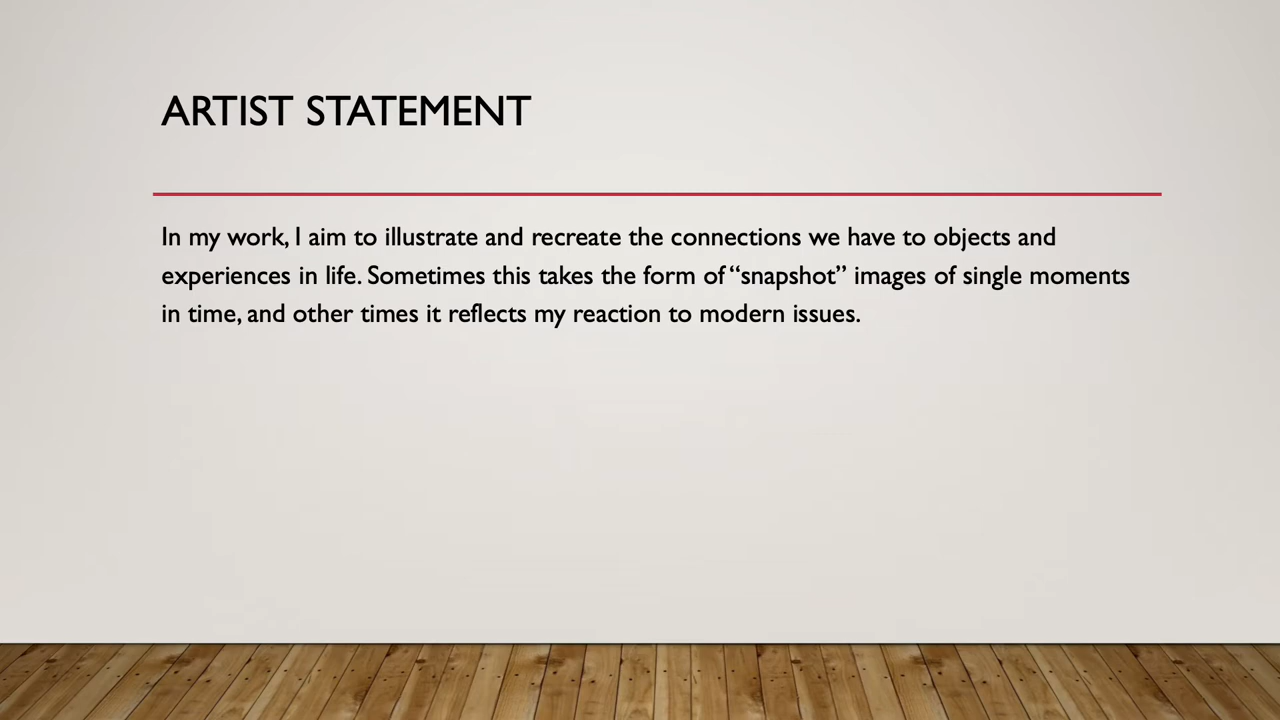 ARTIST STATEMENT
In my work, I aim to illustrate and recreate the connections we have to objects and
experiences in life. Sometimes this takes the form of “snapshot” images of single moments
in time, and other times it reflects my reaction to modern issues.